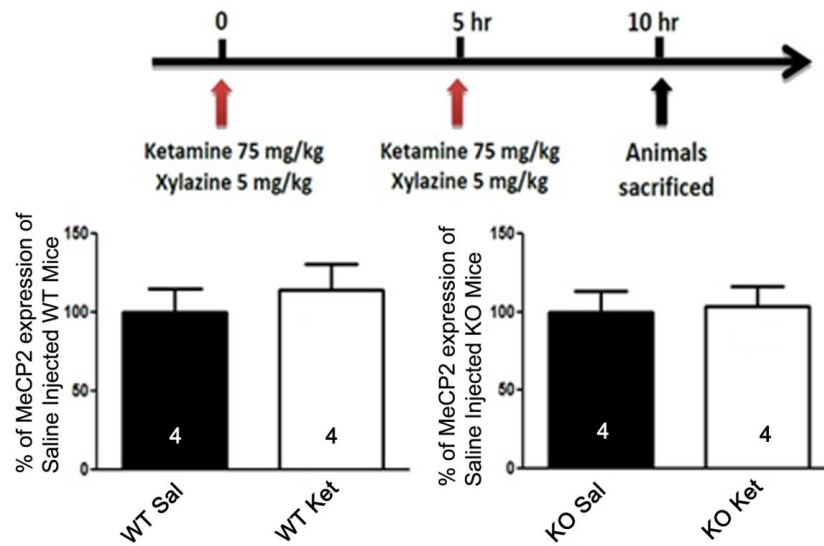 0 5 hr 10 hr
Ketamine 75 mg/kg
Xylazine 5 mg/kg
Ketamine 75 mg/kg
Xylazine 5 mg/kg
Animals
sacrificed
% of MeCP2 expression of
Saline Injected WT Mice
150
100
50
0
4
4
WT Sal
WT Ket
% of MeCP2 expression of
Saline Injected KO Mice
150
100
50
0
4
4
KO Sal
KO Ket